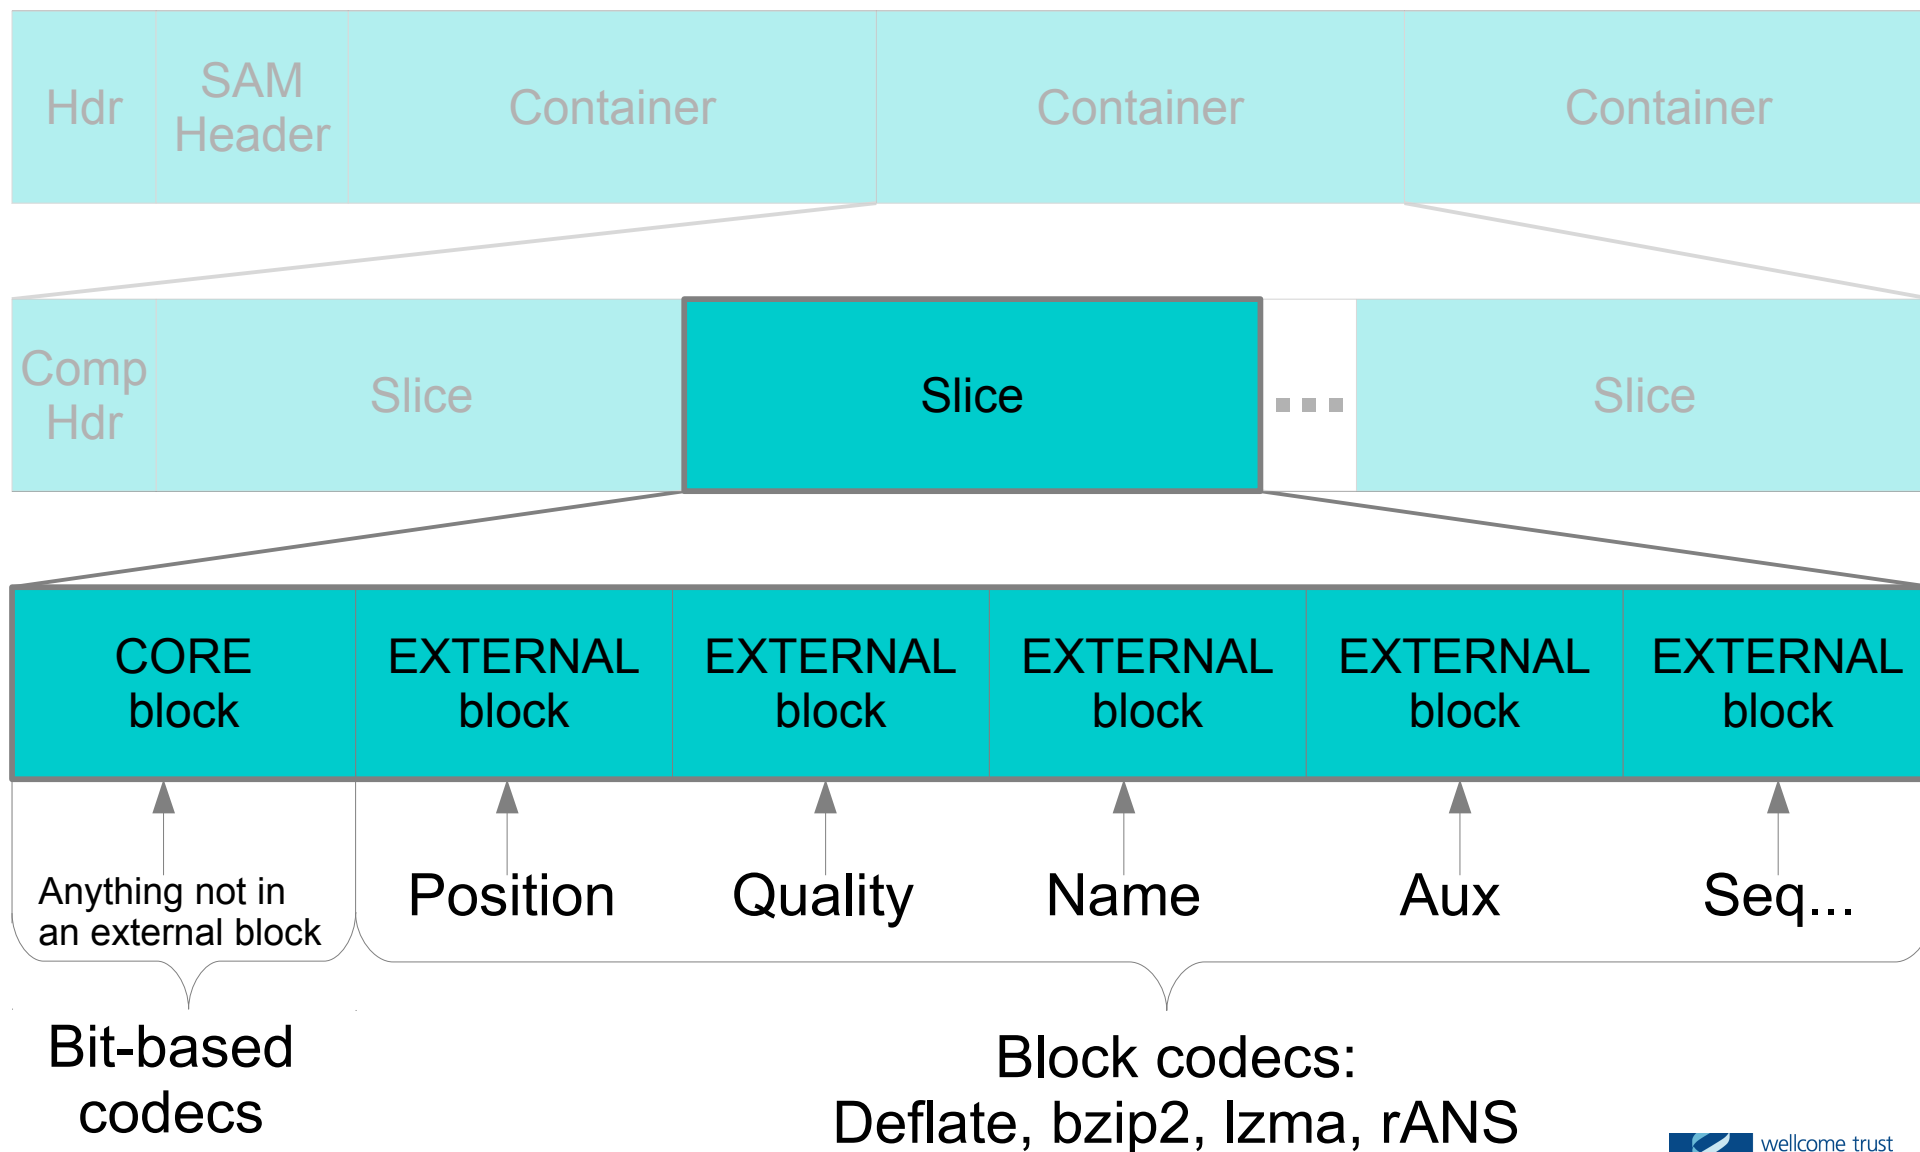 Hdr
SAM
Header
Container
Container
Container
Comp
Hdr
Slice
Slice
Slice
CORE
block
EXTERNAL
block
EXTERNAL
block
EXTERNAL
block
EXTERNAL
block
EXTERNAL
block
Anything not in
an external block
Position
Quality
Name
Aux
Seq...
Bit-based
codecs
Block codecs:
Deflate, bzip2, lzma, rANS
wellcome trust